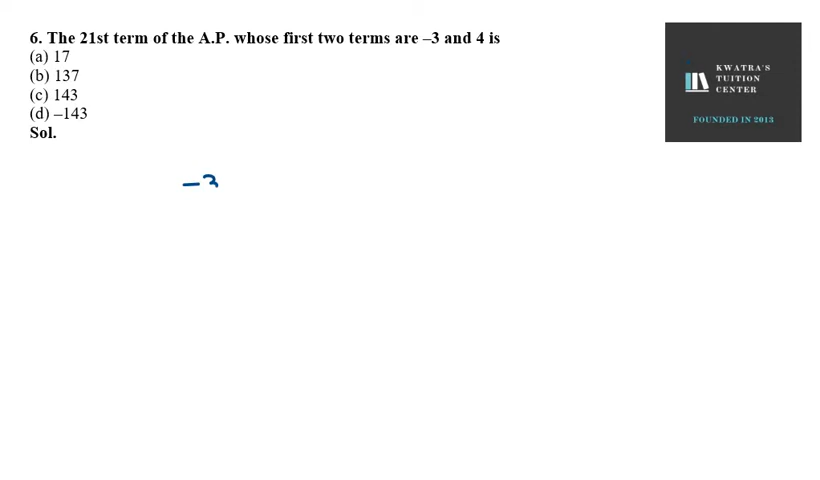 6. The 21st term of the A.P. whose first two terms are –3 and 4 is
(a) 17
(b) 137
(c) 143
(d) –143
Sol.
–3
KWATRA'S
TUITION
CENTER
FOUNDED IN 2013